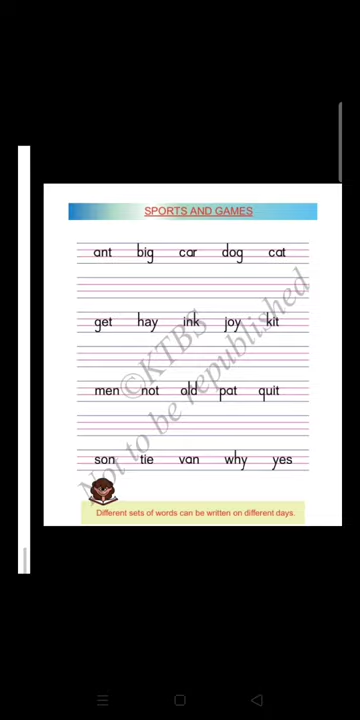 SPORTS AND GAMES
ant big car dog cat
get hay ink joy kit
men not old pat quit
son tie van why yes
©KTBS
Not to be republished
Different sets of words can be written on different days.